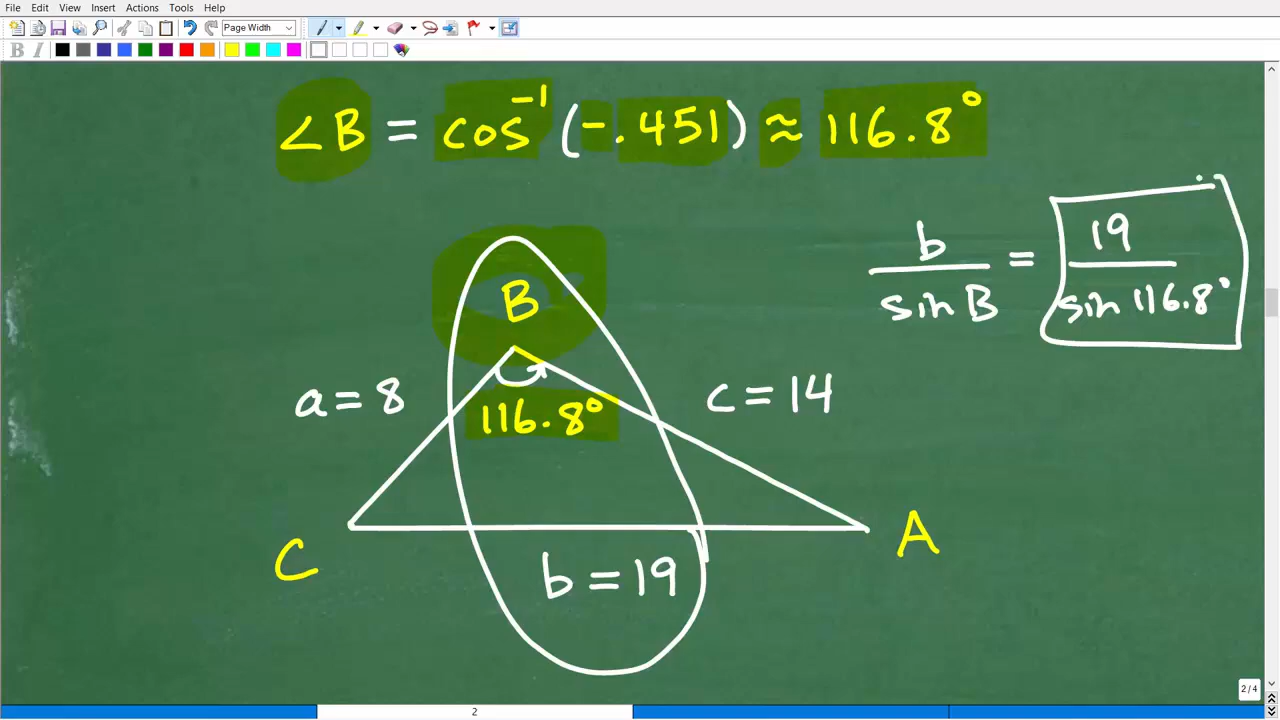 File Edit View Insert Actions Tools Help
Page Width
B I
∠B = cos⁻¹ (-.451) ≈ 116.8°
b/sin B = 19/sin 116.8°
B
a = 8
116.8°
c = 14
C
A
b = 19
2/4
2